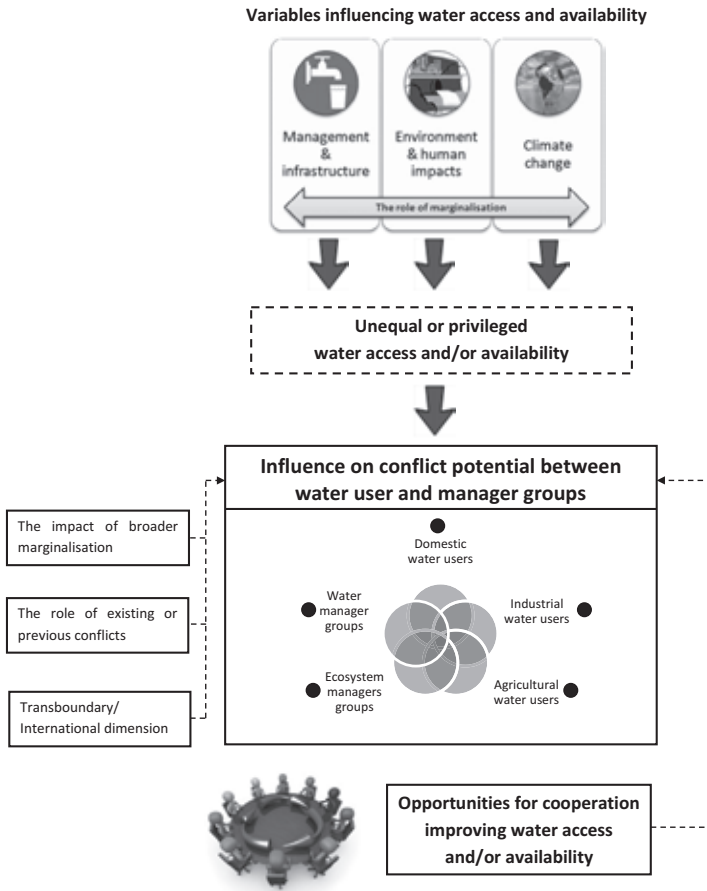 Variables influencing water access and availability
Management
&
infrastructure
Environment
& human
impacts
Climate
change
The role of marginalisation
Unequal or privileged
water access and/or availability
Influence on conflict potential between
water user and manager groups
The impact of broader
marginalisation
The role of existing or
previous conflicts
Transboundary/
International dimension
Domestic
water users
Water
manager
groups
Industrial
water users
Ecosystem
managers
groups
Agricultural
water users
Opportunities for cooperation
improving water access
and/or availability